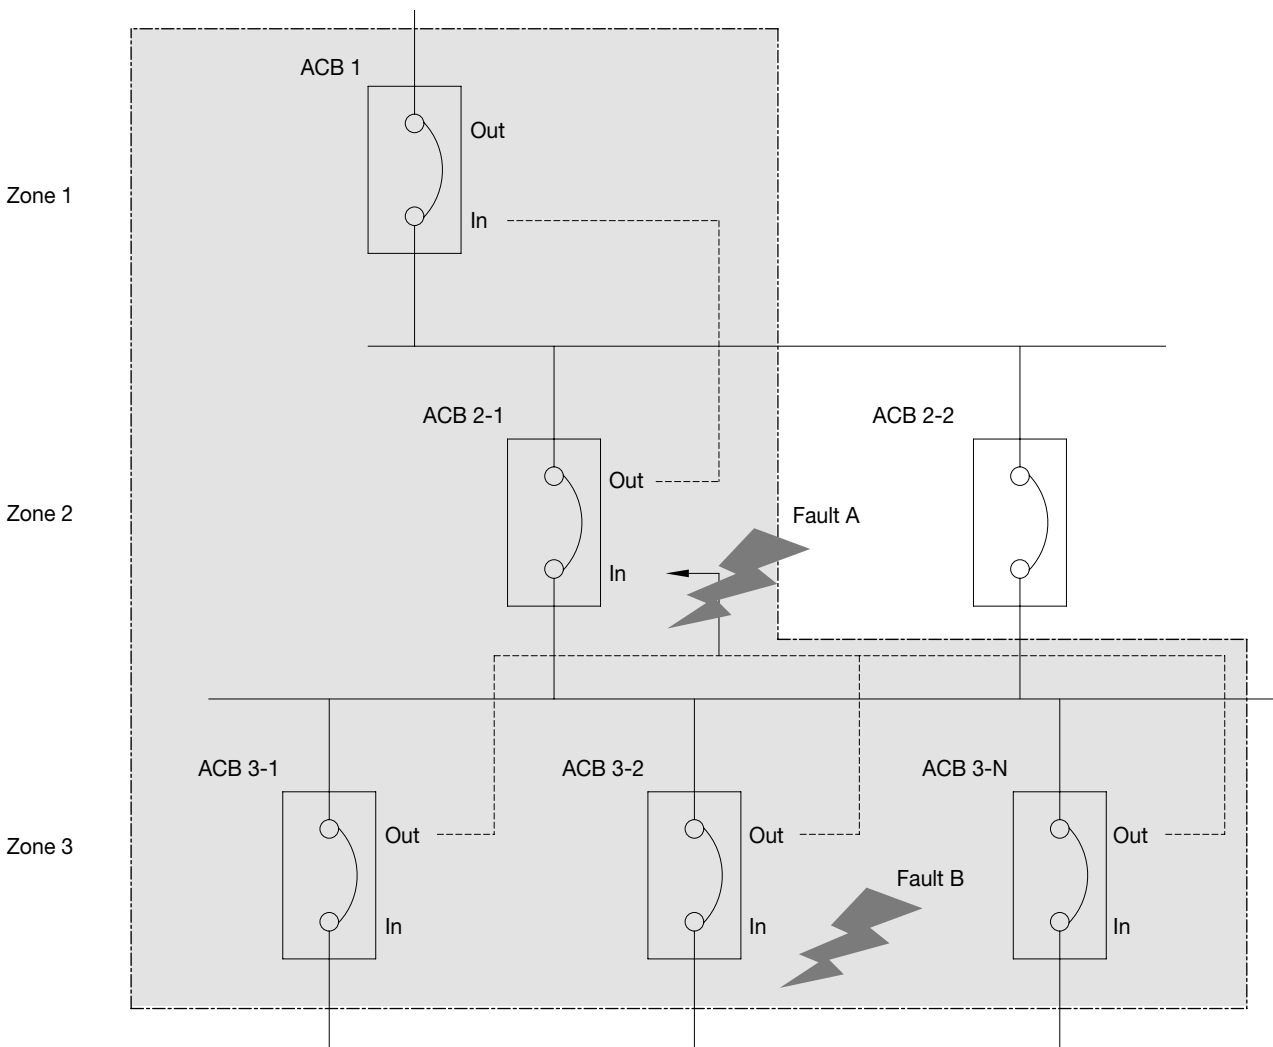 ACB 1
Out
Zone 1
In
ACB 2-1
ACB 2-2
Out
Zone 2
Fault A
In
ACB 3-1
ACB 3-2
ACB 3-N
Out
Out
Out
Zone 3
Fault B
In
In
In